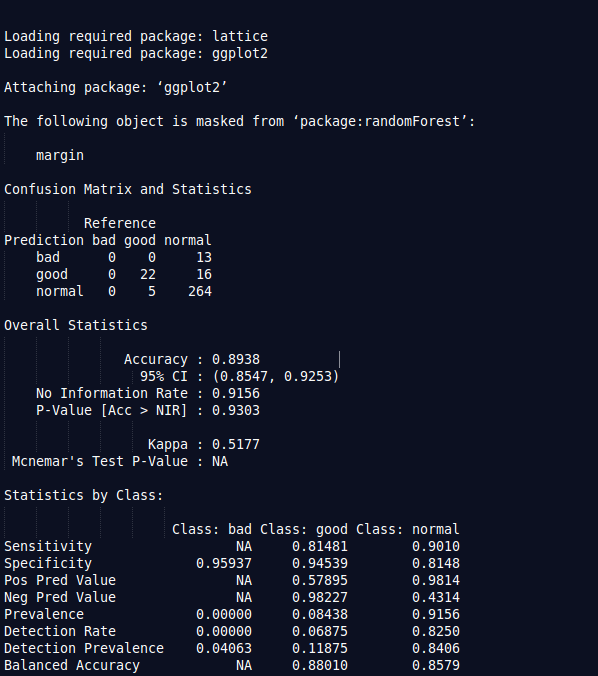 Loading required package: lattice
Loading required package: ggplot2
Attaching package: ‘ggplot2’
The following object is masked from ‘package:randomForest’:
    margin
Confusion Matrix and Statistics
          Reference
Prediction bad good normal
    bad      0    0     13
    good     0   22     16
    normal   0    5    264
Overall Statistics
               Accuracy : 0.8938
                 95% CI : (0.8547, 0.9253)
    No Information Rate : 0.9156
    P-Value [Acc > NIR] : 0.9303
                  Kappa : 0.5177
 Mcnemar's Test P-Value : NA
Statistics by Class:
                     Class: bad Class: good Class: normal
Sensitivity                  NA     0.81481        0.9010
Specificity             0.95937     0.94539        0.8148
Pos Pred Value               NA     0.57895        0.9814
Neg Pred Value               NA     0.98227        0.4314
Prevalence              0.00000     0.08438        0.9156
Detection Rate          0.00000     0.06875        0.8250
Detection Prevalence    0.04063     0.11875        0.8406
Balanced Accuracy            NA     0.88010        0.8579